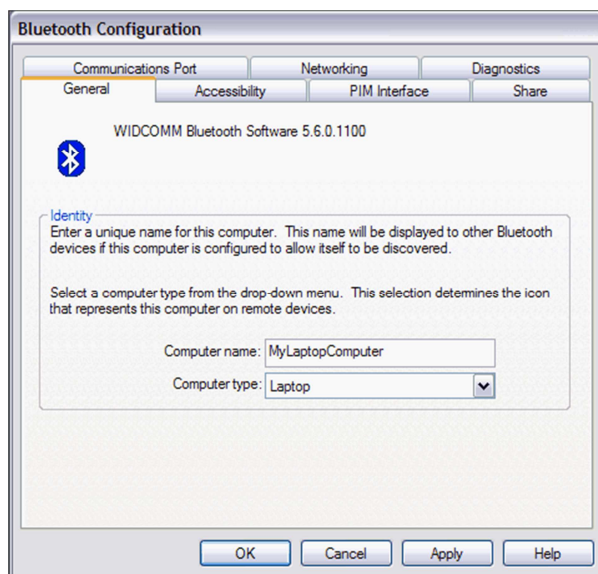 Bluetooth Configuration
Communications Port Networking Diagnostics
General Accessibility PIM Interface Share
WIDCOMM Bluetooth Software 5.6.0.1100
Identity
Enter a unique name for this computer.  This name will be displayed to other Bluetooth
devices if this computer is configured to allow itself to be discovered.
Select a computer type from the drop-down menu.  This selection determines the icon
that represents this computer on remote devices.
Computer name: MyLaptopComputer
Computer type: Laptop
OK Cancel Apply Help